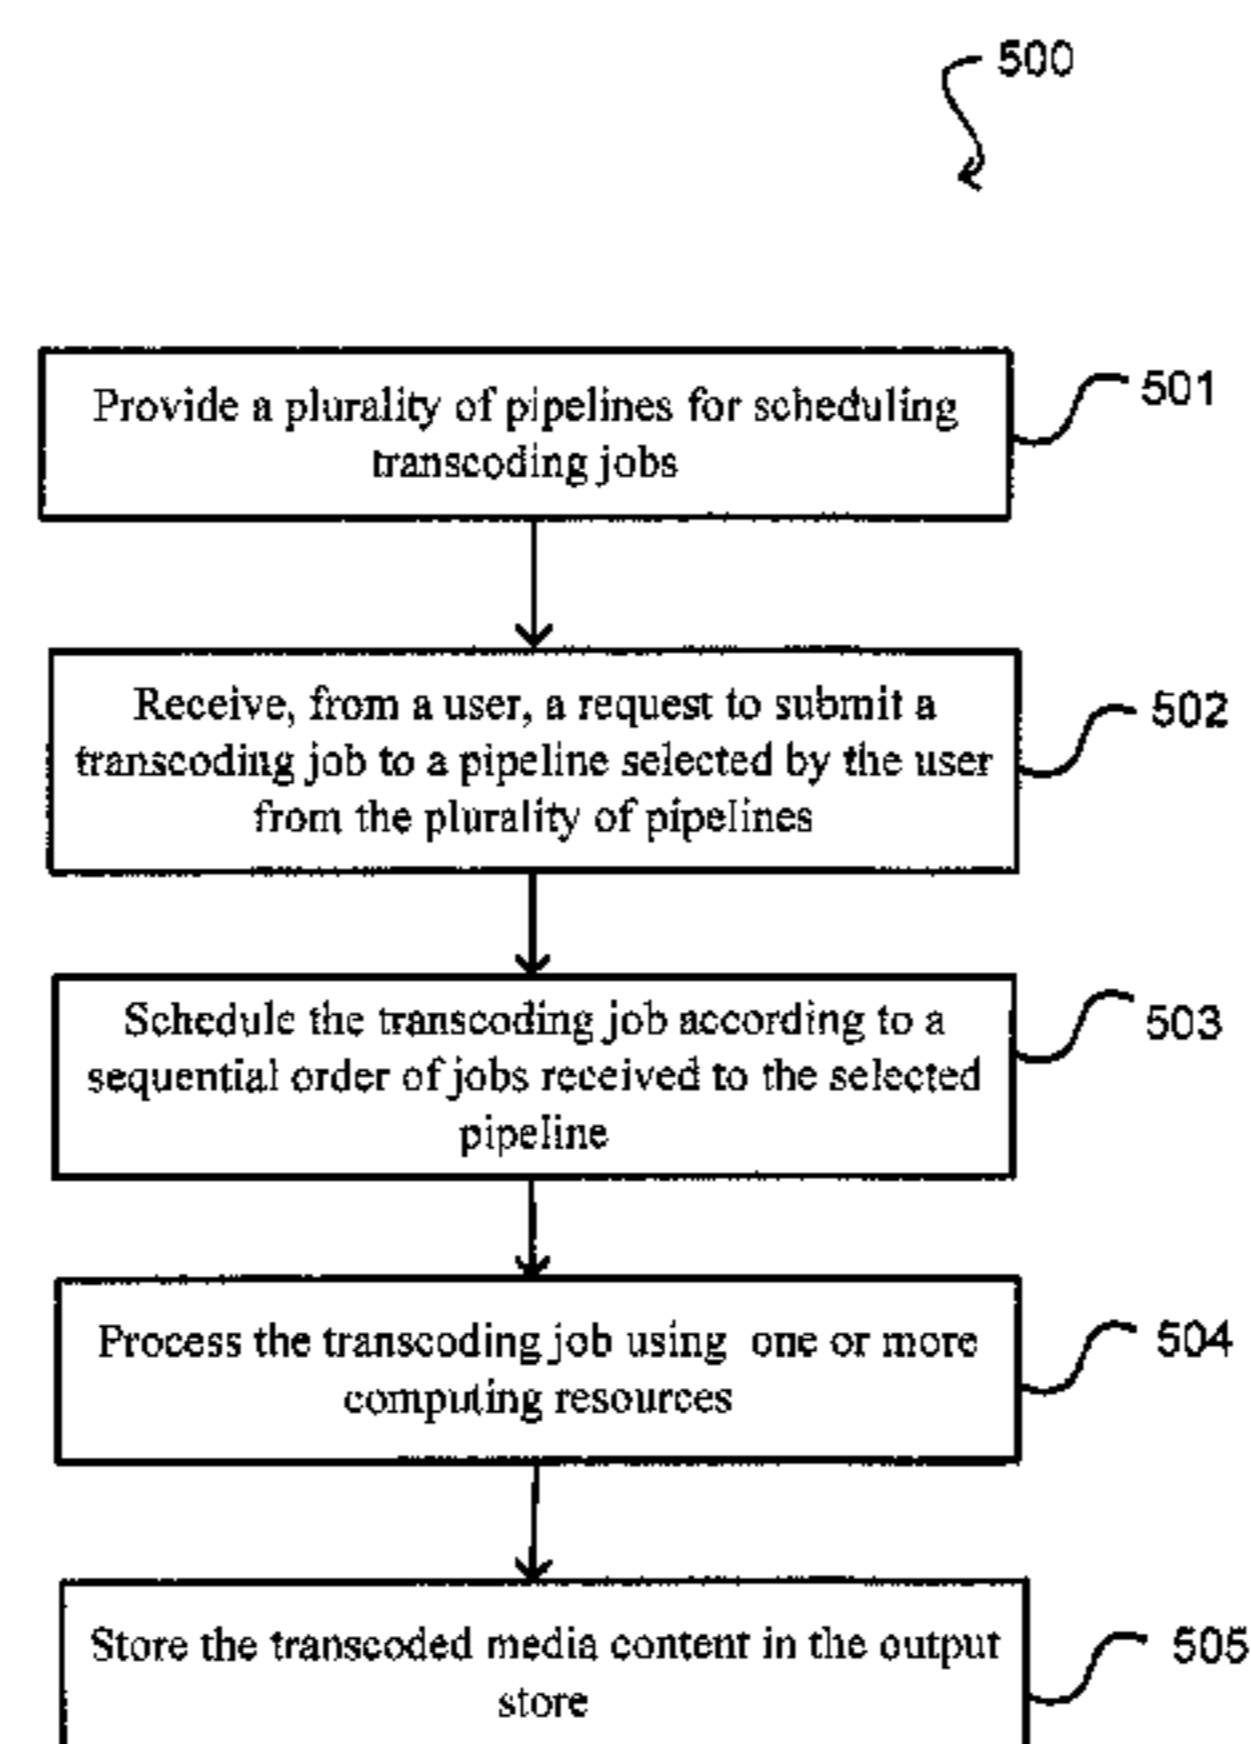 500
Provide a plurality of pipelines for scheduling
transcoding jobs
501
Receive, from a user, a request to submit a
transcoding job to a pipeline selected by the user
from the plurality of pipelines
502
Schedule the transcoding job according to a
sequential order of jobs received to the selected
pipeline
503
Process the transcoding job using one or more
computing resources
504
Store the transcoded media content in the output
store
505